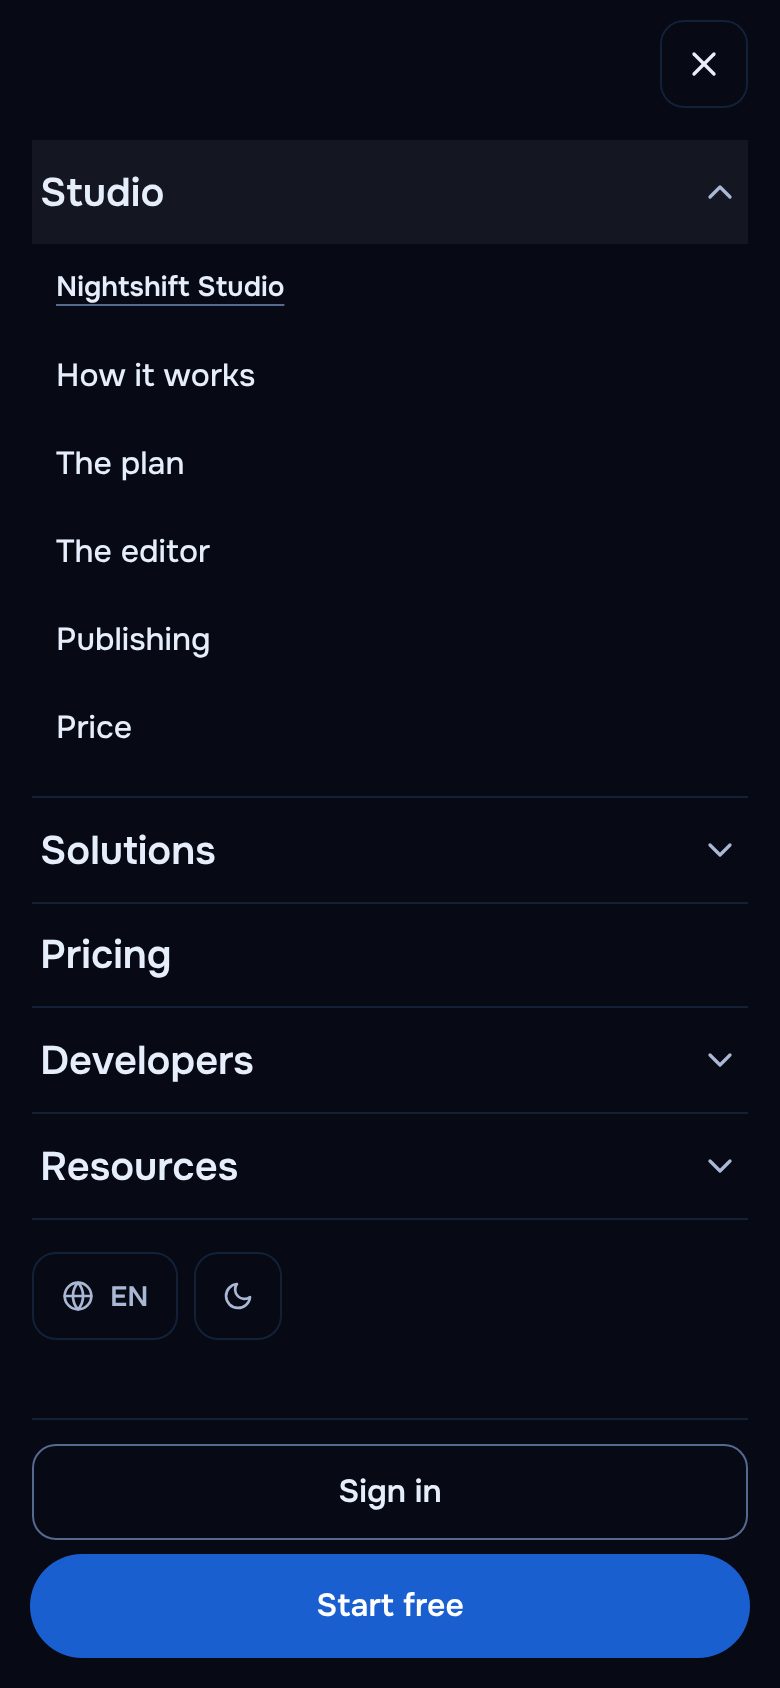 Studio
Nightshift Studio
How it works
The plan
The editor
Publishing
Price
Solutions
Pricing
Developers
Resources
EN
Sign in
Start free